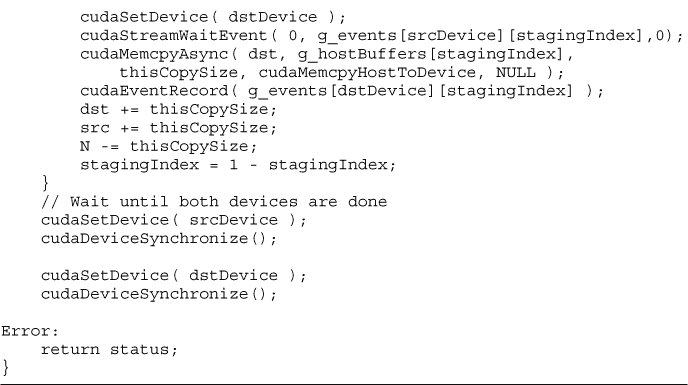 cudaSetDevice( dstDevice );
        cudaStreamWaitEvent( 0, g_events[srcDevice][stagingIndex],0);
        cudaMemcpyAsync( dst, g_hostBuffers[stagingIndex],
            thisCopySize, cudaMemcpyHostToDevice, NULL );
        cudaEventRecord( g_events[dstDevice][stagingIndex] );
        dst += thisCopySize;
        src += thisCopySize;
        N -= thisCopySize;
        stagingIndex = 1 - stagingIndex;
    }
    // Wait until both devices are done
    cudaSetDevice( srcDevice );
    cudaDeviceSynchronize();

    cudaSetDevice( dstDevice );
    cudaDeviceSynchronize();

Error:
    return status;
}